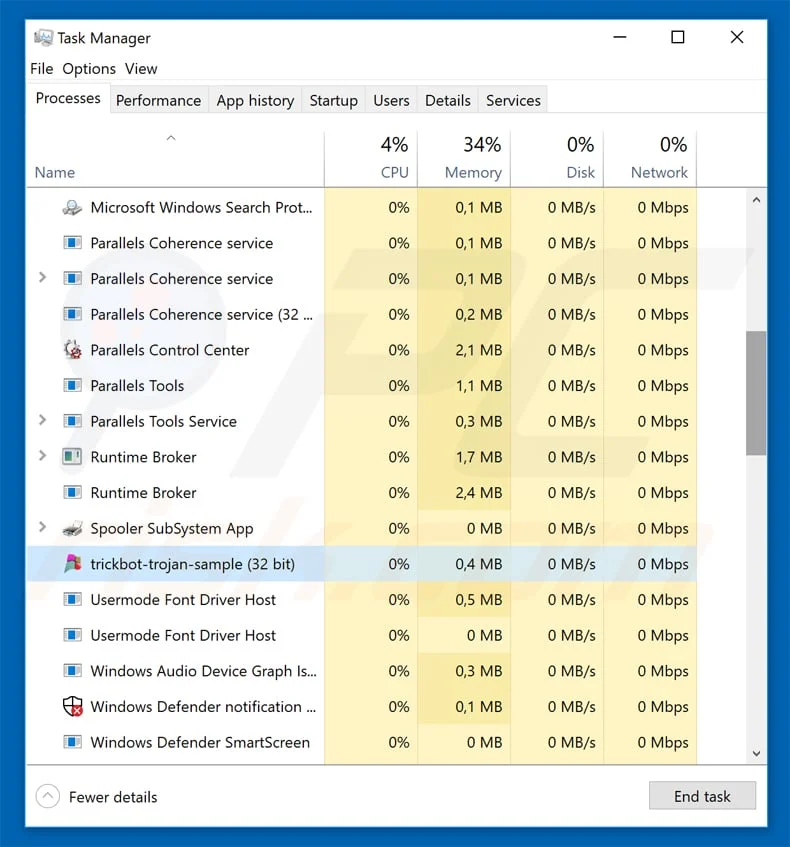 Task Manager
File Options View
Processes Performance App history Startup Users Details Services
4% 34% 0% 0%
Name CPU Memory Disk Network
Microsoft Windows Search Prot... 0% 0,1 MB 0 MB/s 0 Mbps
Parallels Coherence service 0% 0,1 MB 0 MB/s 0 Mbps
Parallels Coherence service 0% 0,1 MB 0 MB/s 0 Mbps
Parallels Coherence service (32 ... 0% 0,2 MB 0 MB/s 0 Mbps
Parallels Control Center 0% 2,1 MB 0 MB/s 0 Mbps
Parallels Tools 0% 1,1 MB 0 MB/s 0 Mbps
Parallels Tools Service 0% 0,3 MB 0 MB/s 0 Mbps
Runtime Broker 0% 1,7 MB 0 MB/s 0 Mbps
Runtime Broker 0% 2,4 MB 0 MB/s 0 Mbps
Spooler SubSystem App 0% 0 MB 0 MB/s 0 Mbps
trickbot-trojan-sample (32 bit) 0% 0,4 MB 0 MB/s 0 Mbps
Usermode Font Driver Host 0% 0,5 MB 0 MB/s 0 Mbps
Usermode Font Driver Host 0% 0 MB 0 MB/s 0 Mbps
Windows Audio Device Graph Is... 0% 0,3 MB 0 MB/s 0 Mbps
Windows Defender notification ... 0% 0,1 MB 0 MB/s 0 Mbps
Windows Defender SmartScreen 0% 0 MB 0 MB/s 0 Mbps
Fewer details End task
PC
risk.com